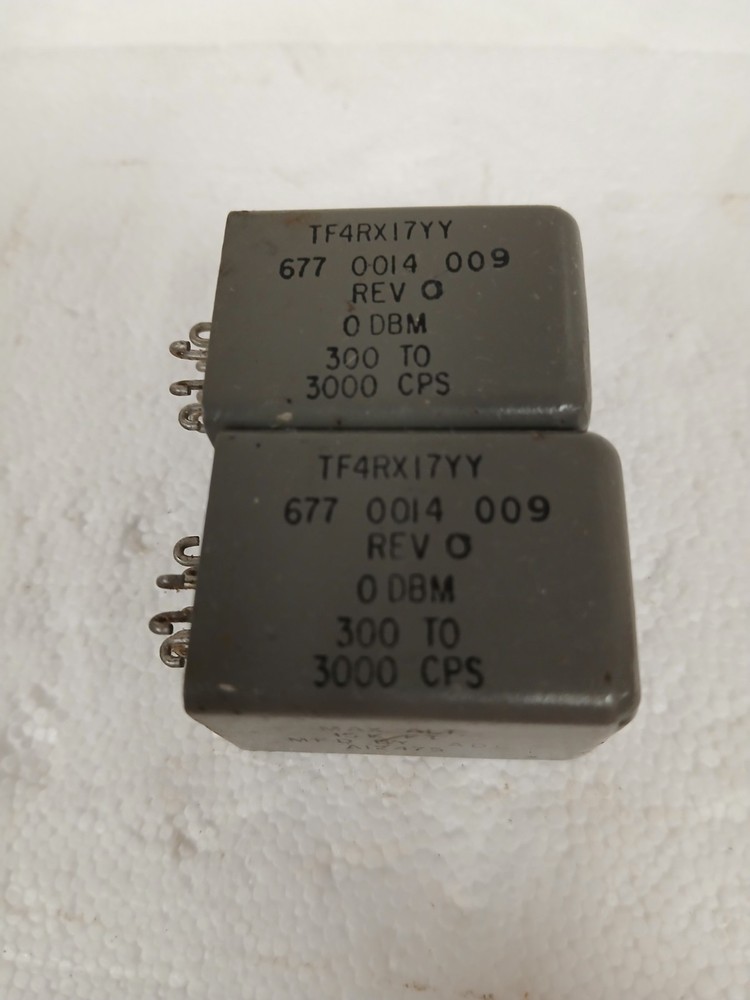 TF4RX17YY
677 0014 009
REV O
0 DBM
300 TO
3000 CPS
TF4RX17YY
677 0014 009
REV O
0 DBM
300 TO
3000 CPS